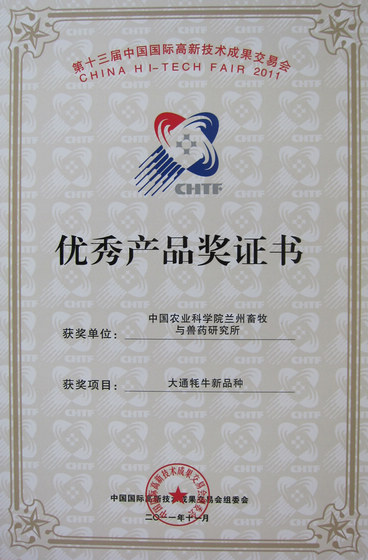 第十三届中国国际高新技术成果交易会
CHINA HI-TECH FAIR 2011
CHTF
优秀产品奖证书
获奖单位：中国农业科学院兰州畜牧
与兽药研究所
获奖项目：大通牦牛新品种
中国国际高新技术成果交易会组委会
二〇一一年十一月